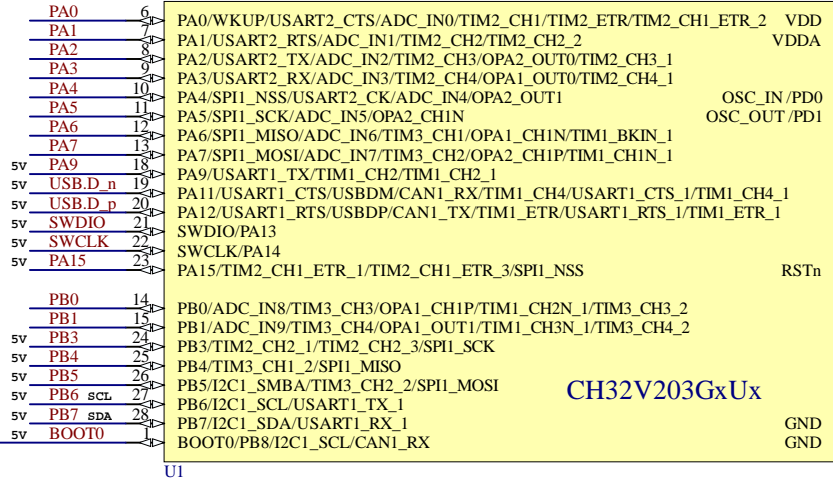 PA0 6 PA0/WKUP/USART2_CTS/ADC_IN0/TIM2_CH1/TIM2_ETR/TIM2_CH1_ETR_2 VDD
PA1 7 PA1/USART2_RTS/ADC_IN1/TIM2_CH2/TIM2_CH2_2 VDDA
PA2 8 PA2/USART2_TX/ADC_IN2/TIM2_CH3/OPA2_OUT0/TIM2_CH3_1
PA3 9 PA3/USART2_RX/ADC_IN3/TIM2_CH4/OPA1_OUT0/TIM2_CH4_1
PA4 10 PA4/SPI1_NSS/USART2_CK/ADC_IN4/OPA2_OUT1 OSC_IN/PD0
PA5 11 PA5/SPI1_SCK/ADC_IN5/OPA2_CH1N OSC_OUT/PD1
PA6 12 PA6/SPI1_MISO/ADC_IN6/TIM3_CH1/OPA1_CH1N/TIM1_BKIN_1
PA7 13 PA7/SPI1_MOSI/ADC_IN7/TIM3_CH2/OPA2_CH1P/TIM1_CH1N_1
5V PA9 18 PA9/USART1_TX/TIM1_CH2/TIM1_CH2_1
5V USB.D_n 19 PA11/USART1_CTS/USBDM/CAN1_RX/TIM1_CH4/USART1_CTS_1/TIM1_CH4_1
5V USB.D_p 20 PA12/USART1_RTS/USBDP/CAN1_TX/TIM1_ETR/USART1_RTS_1/TIM1_ETR_1
5V SWDIO 21 SWDIO/PA13
5V SWCLK 22 SWCLK/PA14
5V PA15 23 PA15/TIM2_CH1_ETR_1/TIM2_CH1_ETR_3/SPI1_NSS RSTn
PB0 14 PB0/ADC_IN8/TIM3_CH3/OPA1_CH1P/TIM1_CH2N_1/TIM3_CH3_2
PB1 15 PB1/ADC_IN9/TIM3_CH4/OPA1_OUT1/TIM1_CH3N_1/TIM3_CH4_2
5V PB3 24 PB3/TIM2_CH2_1/TIM2_CH2_3/SPI1_SCK
5V PB4 25 PB4/TIM3_CH1_2/SPI1_MISO
5V PB5 26 PB5/I2C1_SMBA/TIM3_CH2_2/SPI1_MOSI
CH32V203GxUx
5V PB6 SCL 27 PB6/I2C1_SCL/USART1_TX_1
5V PB7 SDA 28 PB7/I2C1_SDA/USART1_RX_1 GND
5V BOOT0 1 BOOT0/PB8/I2C1_SCL/CAN1_RX GND
U1